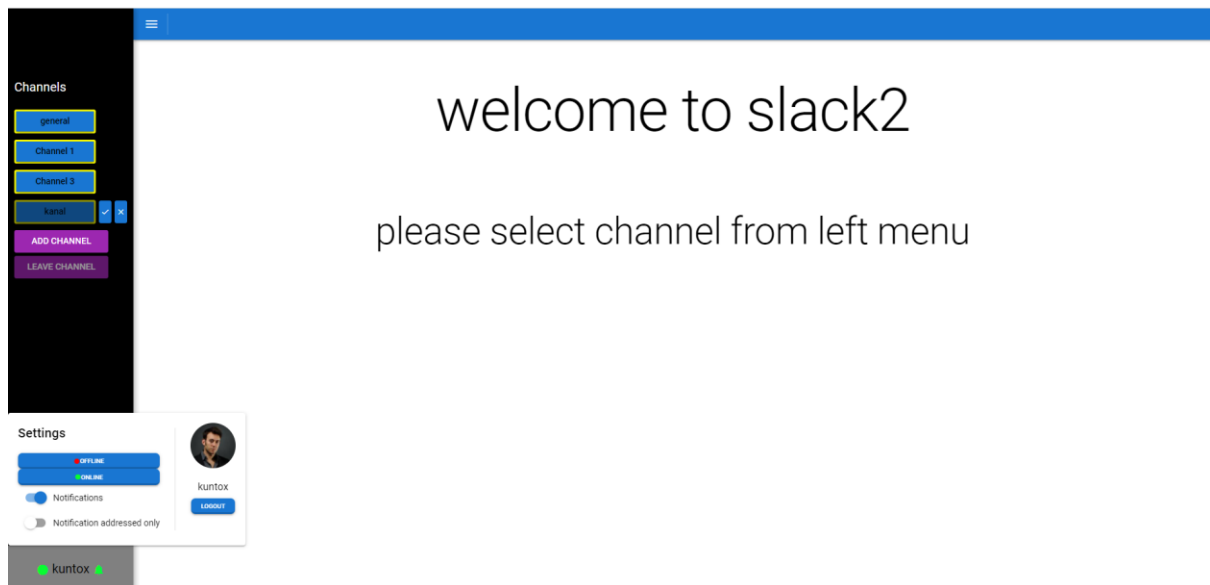 Channels
general
Channel 1
Channel 3
kanal
ADD CHANNEL
LEAVE CHANNEL
welcome to slack2
please select channel from left menu
Settings
OFFLINE
ONLINE
Notifications
Notification addressed only
kuntox
LOGOUT
kuntox